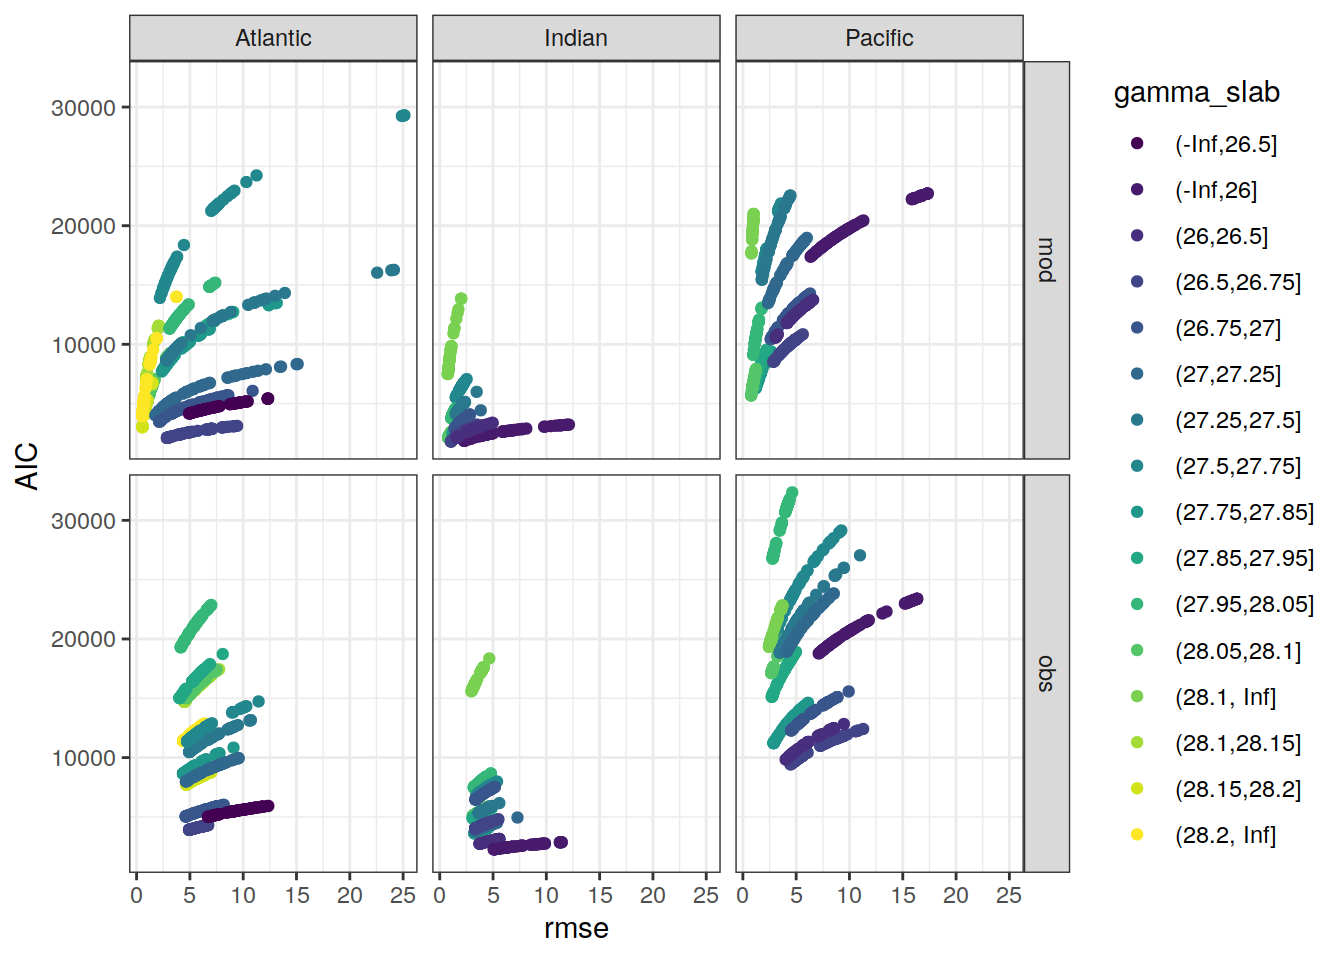 Atlantic
Indian
Pacific
30000
20000
10000
mod
30000
20000
10000
obs
AIC
0 5 10 15 20 25
0 5 10 15 20 25
0 5 10 15 20 25
rmse
gamma_slab
(-Inf,26.5]
(-Inf,26]
(26,26.5]
(26.5,26.75]
(26.75,27]
(27,27.25]
(27.25,27.5]
(27.5,27.75]
(27.75,27.85]
(27.85,27.95]
(27.95,28.05]
(28.05,28.1]
(28.1, Inf]
(28.1,28.15]
(28.15,28.2]
(28.2, Inf]